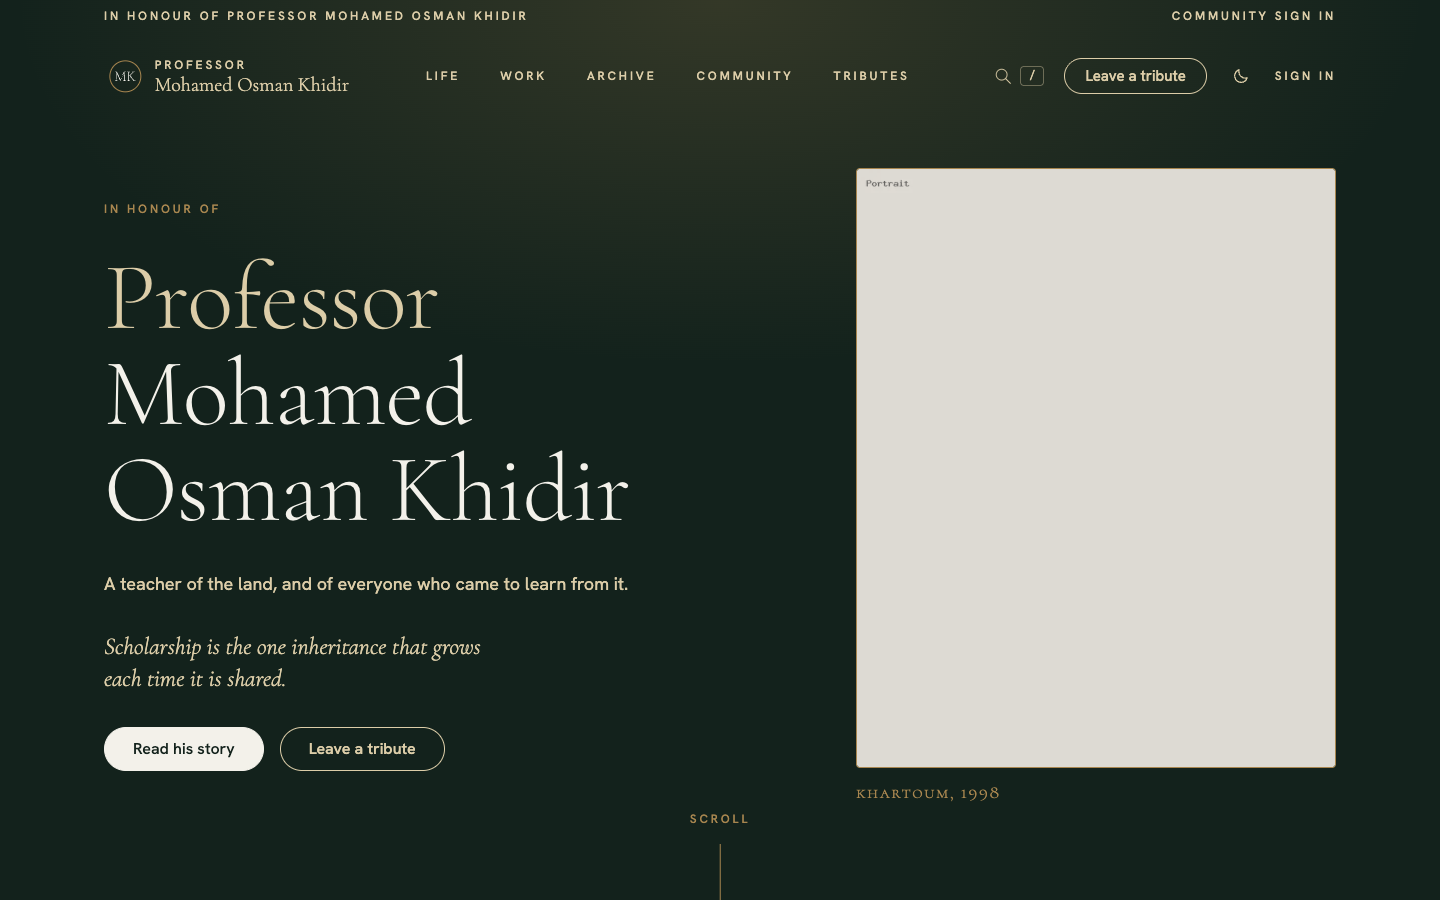 IN HONOUR OF PROFESSOR MOHAMED OSMAN KHIDIR
COMMUNITY SIGN IN
MK
PROFESSOR
Mohamed Osman Khidir
LIFE
WORK
ARCHIVE
COMMUNITY
TRIBUTES
/
Leave a tribute
SIGN IN
IN HONOUR OF
Professor
Mohamed
Osman Khidir
A teacher of the land, and of everyone who came to learn from it.
Scholarship is the one inheritance that grows
each time it is shared.
Read his story
Leave a tribute
Portrait
KHARTOUM, 1998
SCROLL